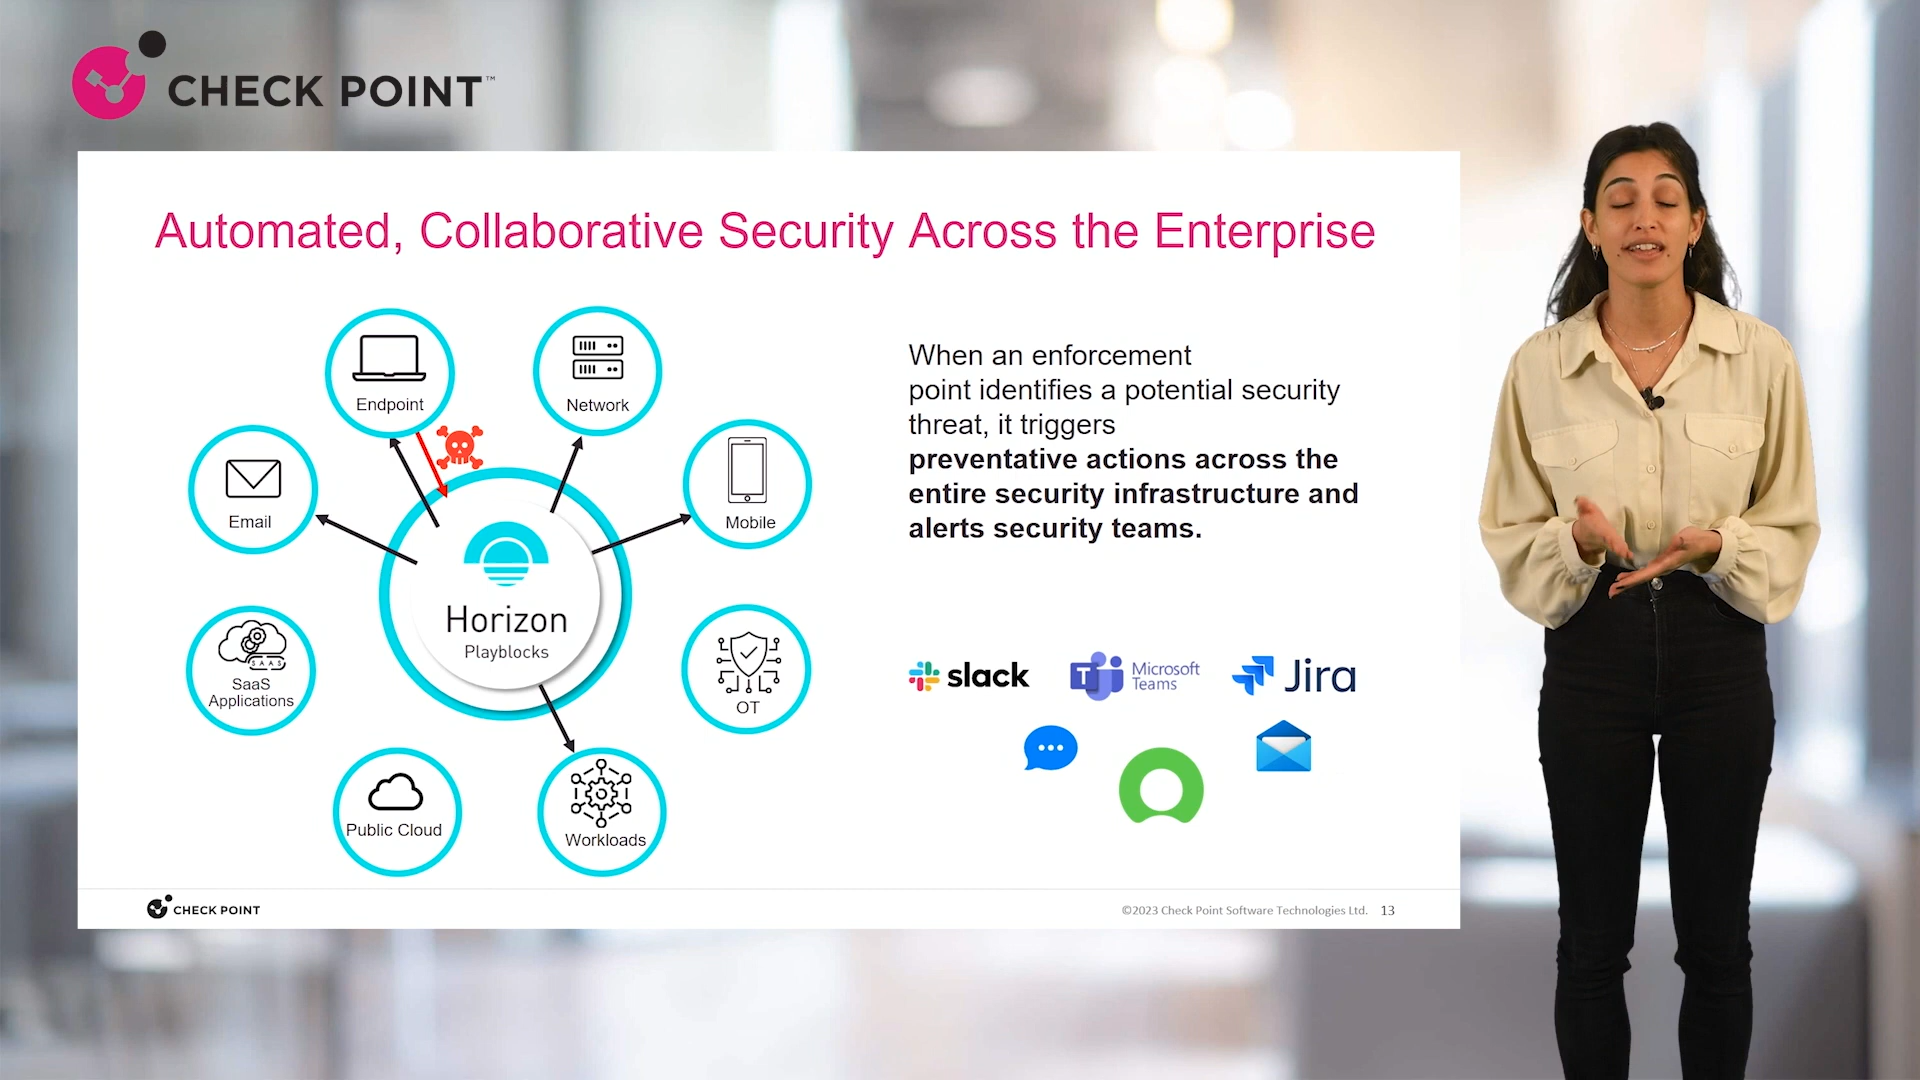 CHECK POINT™
Automated, Collaborative Security Across the Enterprise
Endpoint
Network
Email
Mobile
Horizon
Playblocks
SAAS
SaaS
Applications
OT
Public Cloud
Workloads
When an enforcement
point identifies a potential security
threat, it triggers
preventative actions across the
entire security infrastructure and
alerts security teams.
slack
T Microsoft
Teams
Jira
CHECK POINT
©2023 Check Point Software Technologies Ltd. 13